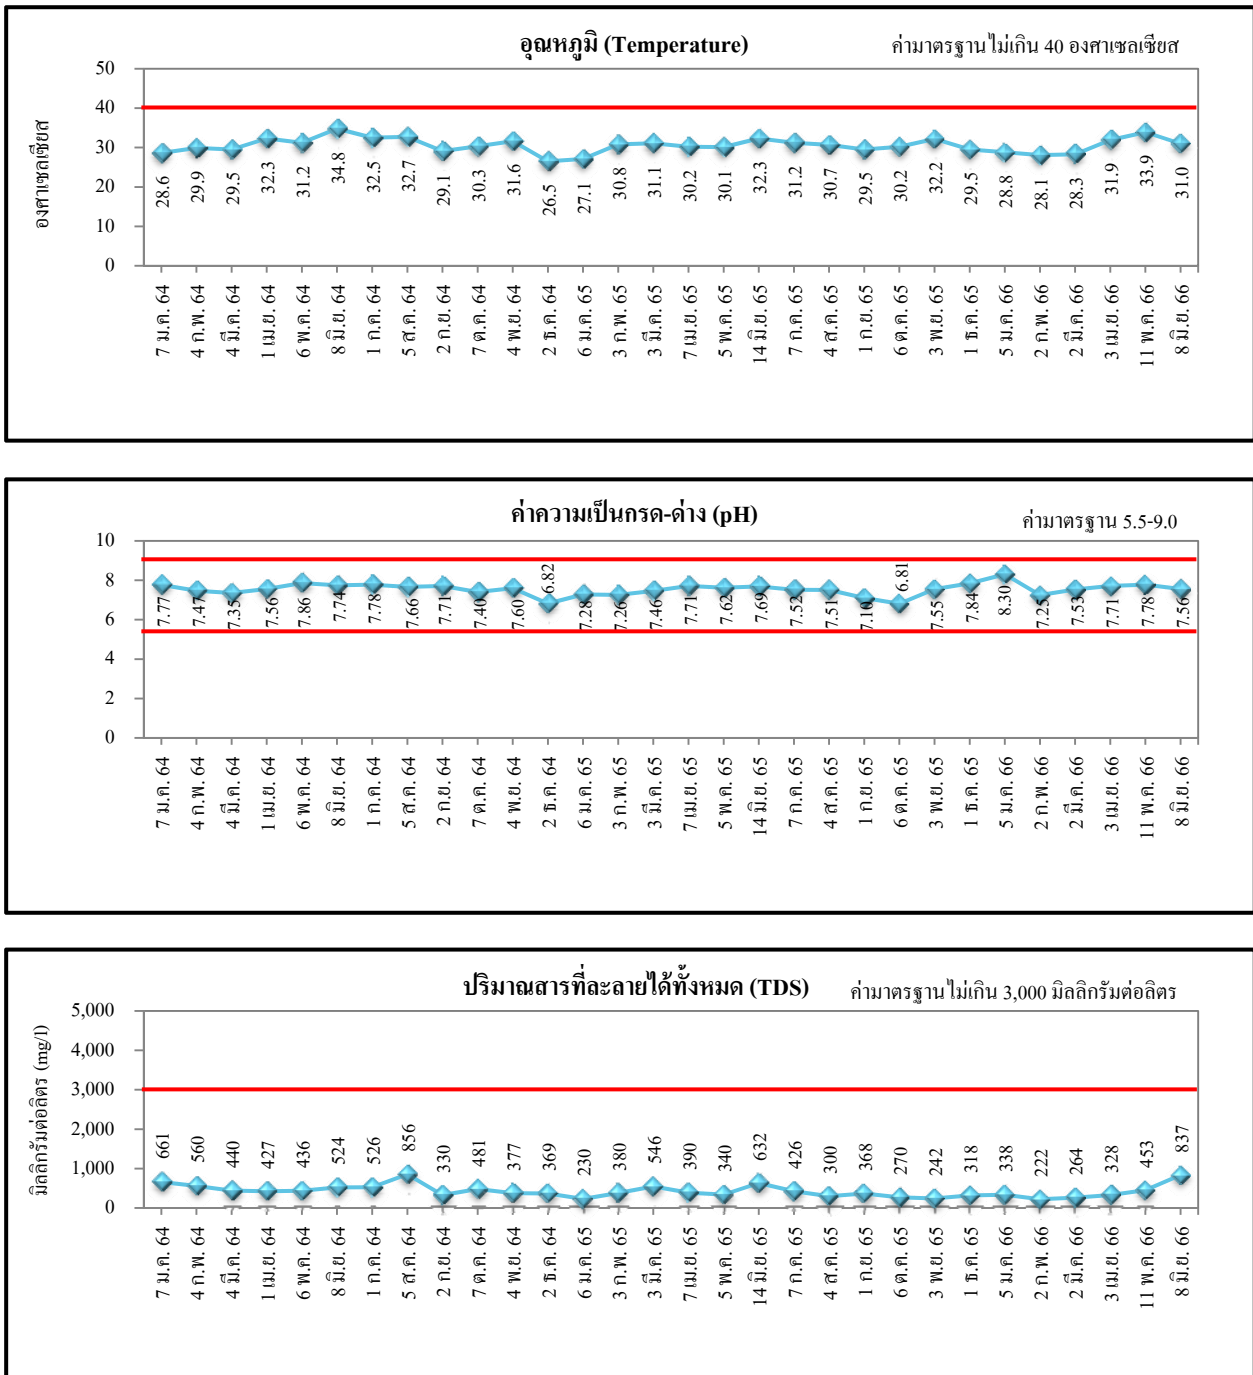 อุณหภูมิ (Temperature)
ค่ามาตรฐานไม่เกิน 40 องศาเซลเซียส
องศาเซลเซียส
50
40
30
20
10
0
28.6 29.9 29.5 32.3 31.2 34.8 32.5 32.7 29.1 30.3 31.6 26.5 27.1 30.8 31.1 30.2 30.1 32.3 31.2 30.7 29.5 30.2 32.2 29.5 28.8 28.1 28.3 31.9 33.9 31.0
7 ม.ค. 64 4 ก.พ. 64 4 มี.ค. 64 1 เม.ย. 64 6 พ.ค. 64 8 มิ.ย. 64 1 ก.ค. 64 5 ส.ค. 64 2 ก.ย. 64 7 ต.ค. 64 4 พ.ย. 64 2 ธ.ค. 64 6 ม.ค. 65 3 ก.พ. 65 3 มี.ค. 65 7 เม.ย. 65 5 พ.ค. 65 14 มิ.ย. 65 7 ก.ค. 65 4 ส.ค. 65 1 ก.ย. 65 6 ต.ค. 65 3 พ.ย. 65 1 ธ.ค. 65 5 ม.ค. 66 2 ก.พ. 66 2 มี.ค. 66 3 เม.ย. 66 11 พ.ค. 66 8 มิ.ย. 66
ค่าความเป็นกรด-ด่าง (pH)
ค่ามาตรฐาน 5.5-9.0
10
8
6
4
2
0
7.77 7.47 7.35 7.56 7.86 7.74 7.78 7.66 7.71 7.40 7.60 6.82 7.28 7.26 7.46 7.71 7.62 7.69 7.52 7.51 7.10 6.81 7.55 7.84 8.30 7.25 7.53 7.71 7.78 7.56
7 ม.ค. 64 4 ก.พ. 64 4 มี.ค. 64 1 เม.ย. 64 6 พ.ค. 64 8 มิ.ย. 64 1 ก.ค. 64 5 ส.ค. 64 2 ก.ย. 64 7 ต.ค. 64 4 พ.ย. 64 2 ธ.ค. 64 6 ม.ค. 65 3 ก.พ. 65 3 มี.ค. 65 7 เม.ย. 65 5 พ.ค. 65 14 มิ.ย. 65 7 ก.ค. 65 4 ส.ค. 65 1 ก.ย. 65 6 ต.ค. 65 3 พ.ย. 65 1 ธ.ค. 65 5 ม.ค. 66 2 ก.พ. 66 2 มี.ค. 66 3 เม.ย. 66 11 พ.ค. 66 8 มิ.ย. 66
ปริมาณสารที่ละลายได้ทั้งหมด (TDS)
ค่ามาตรฐานไม่เกิน 3,000 มิลลิกรัมต่อลิตร
มิลลิกรัมต่อลิตร (mg/l)
5,000
4,000
3,000
2,000
1,000
0
661 560 440 427 436 524 526 856 330 481 377 369 230 380 546 390 340 632 426 300 368 270 242 318 338 222 264 328 453 837
7 ม.ค. 64 4 ก.พ. 64 4 มี.ค. 64 1 เม.ย. 64 6 พ.ค. 64 8 มิ.ย. 64 1 ก.ค. 64 5 ส.ค. 64 2 ก.ย. 64 7 ต.ค. 64 4 พ.ย. 64 2 ธ.ค. 64 6 ม.ค. 65 3 ก.พ. 65 3 มี.ค. 65 7 เม.ย. 65 5 พ.ค. 65 14 มิ.ย. 65 7 ก.ค. 65 4 ส.ค. 65 1 ก.ย. 65 6 ต.ค. 65 3 พ.ย. 65 1 ธ.ค. 65 5 ม.ค. 66 2 ก.พ. 66 2 มี.ค. 66 3 เม.ย. 66 11 พ.ค. 66 8 มิ.ย. 66